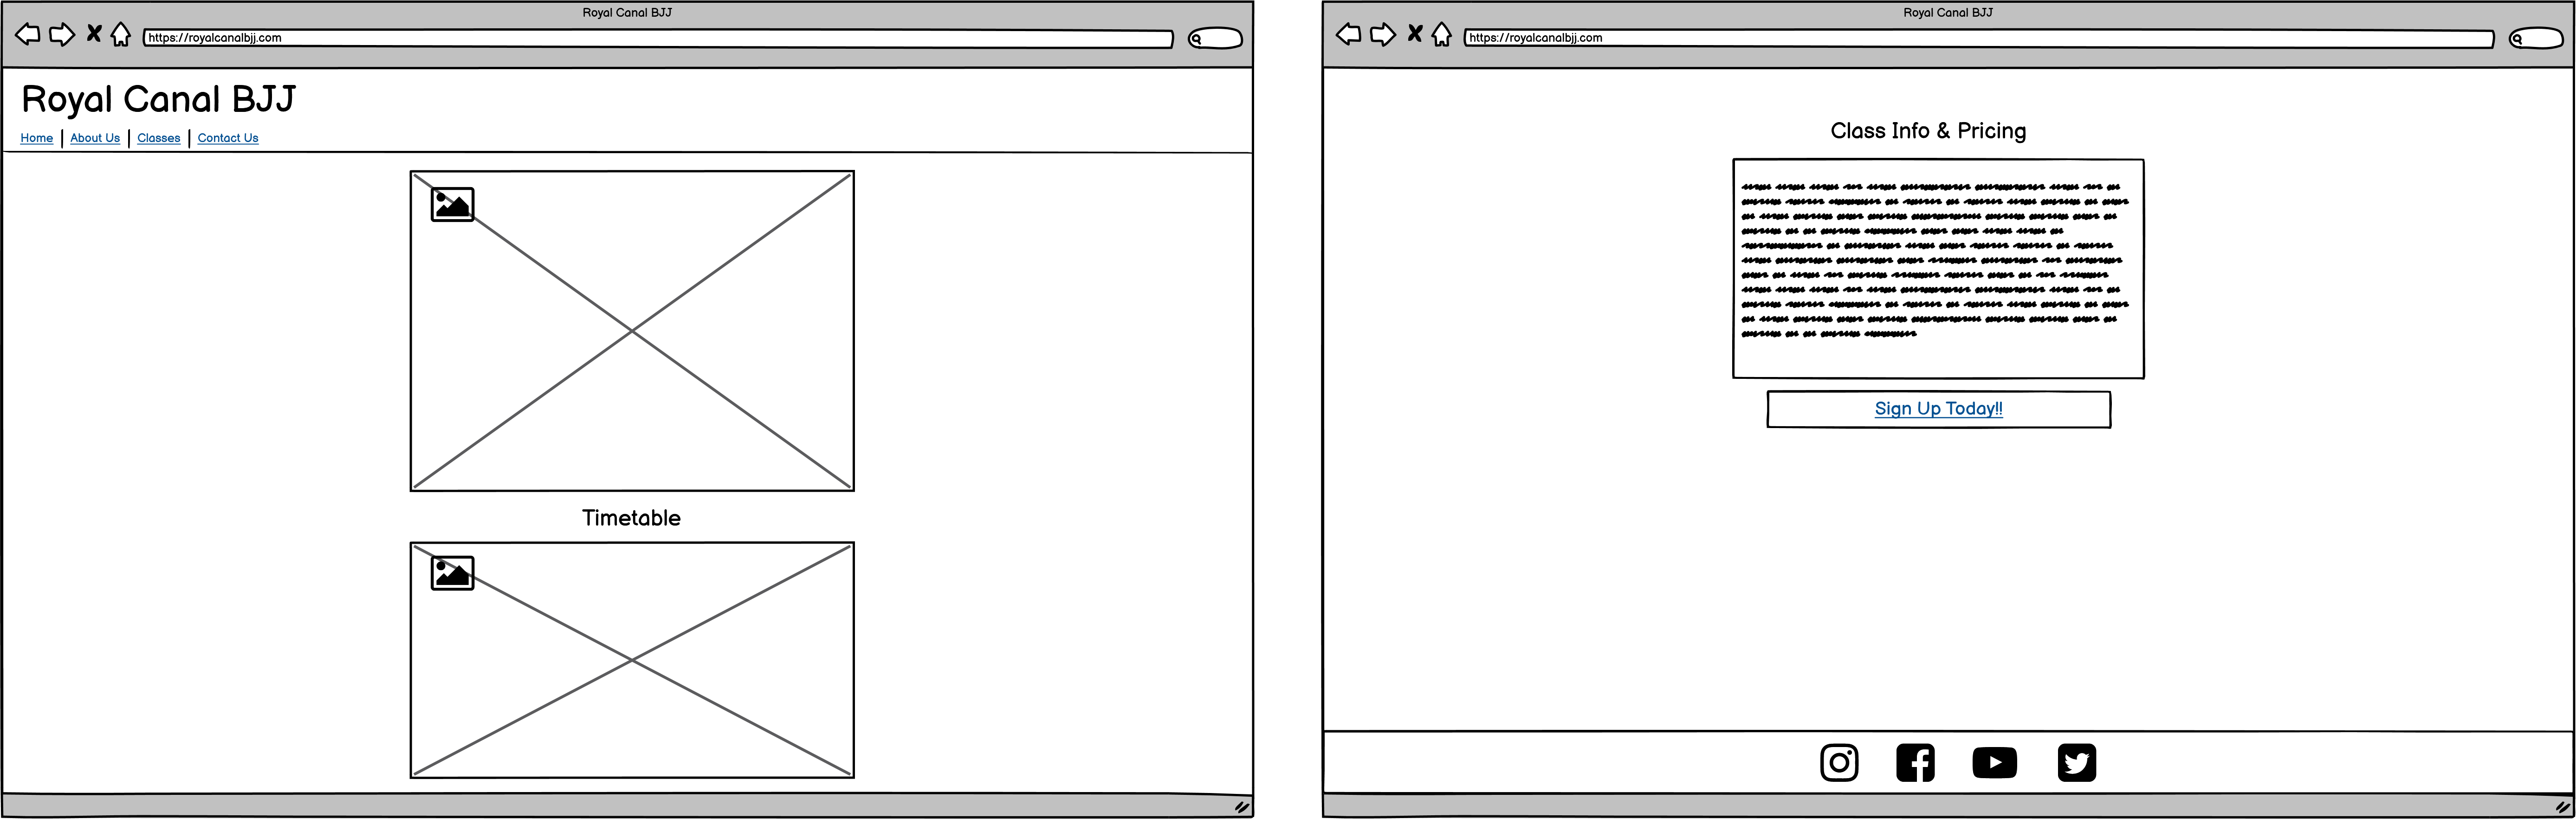 Royal Canal BJJ
https://royalcanalbjj.com
Royal Canal BJJ
Home | About Us | Classes | Contact Us
Timetable
Royal Canal BJJ
https://royalcanalbjj.com
Class Info & Pricing
Sign Up Today!!